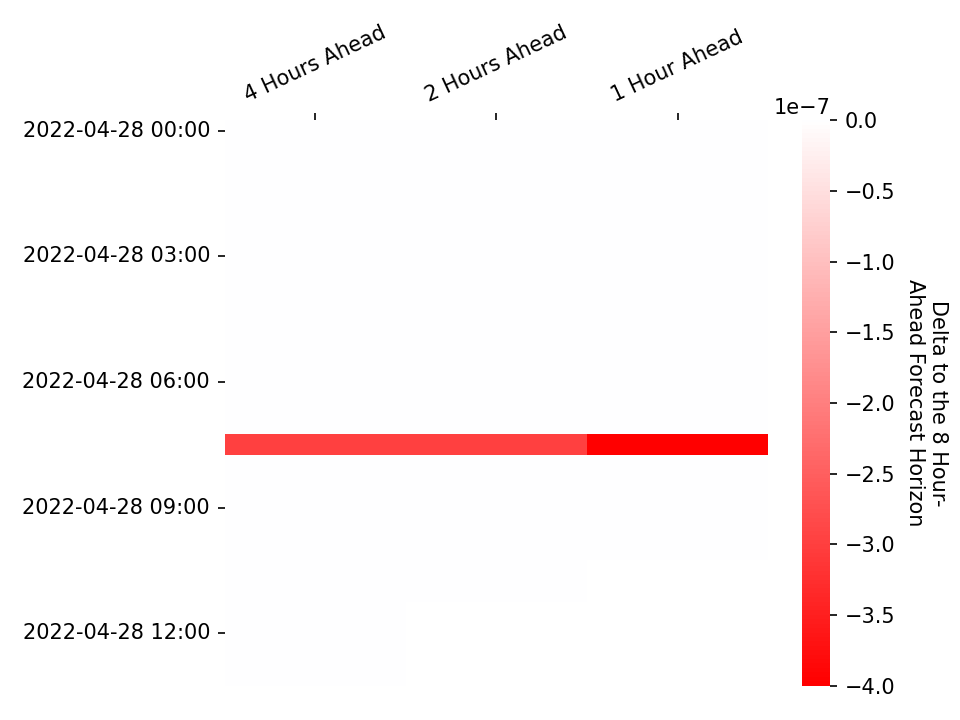 4 Hours Ahead
2 Hours Ahead
1 Hour Ahead
1e−7
2022-04-28 00:00
2022-04-28 03:00
2022-04-28 06:00
2022-04-28 09:00
2022-04-28 12:00
0.0
−0.5
−1.0
−1.5
−2.0
−2.5
−3.0
−3.5
−4.0
Delta to the 8 Hour-
Ahead Forecast Horizon